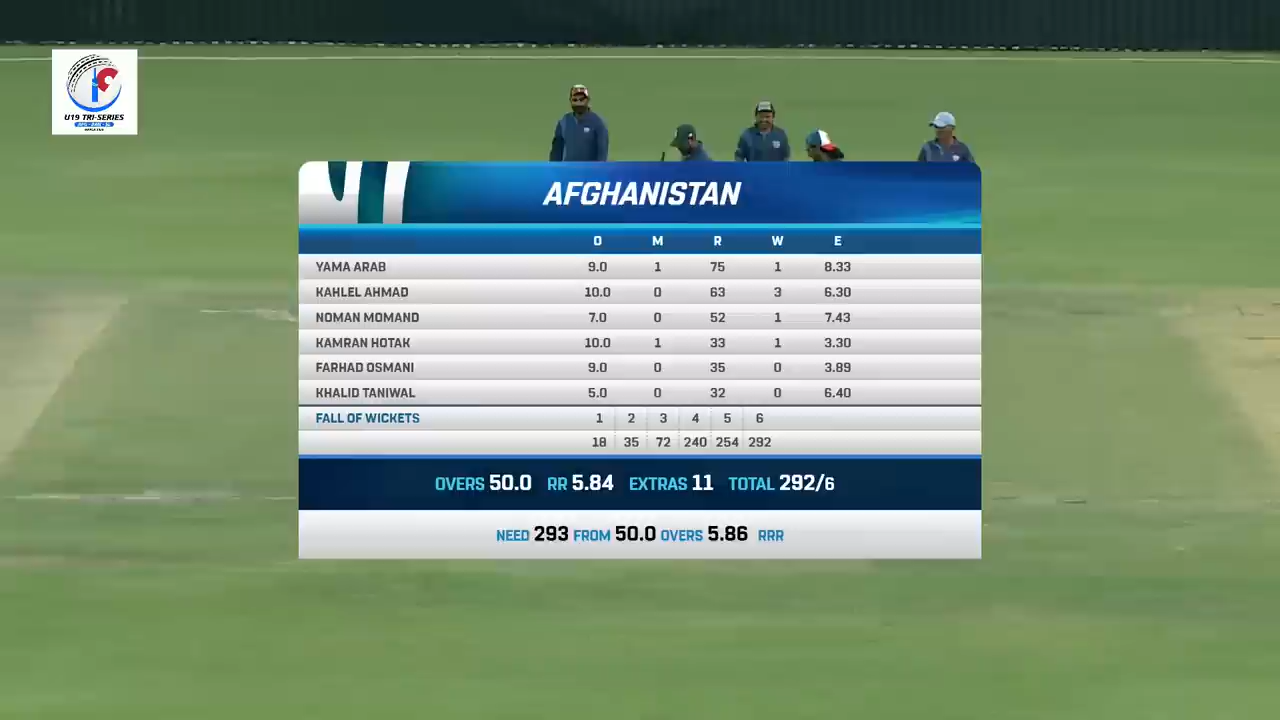 U19 TRI-SERIES
AFGHANISTAN
O M R W E
YAMA ARAB 9.0 1 75 1 8.33
KAHLEL AHMAD 10.0 0 63 3 6.30
NOMAN MOMAND 7.0 0 52 1 7.43
KAMRAN HOTAK 10.0 1 33 1 3.30
FARHAD OSMANI 9.0 0 35 0 3.89
KHALID TANIWAL 5.0 0 32 0 6.40
FALL OF WICKETS 1 2 3 4 5 6
18 35 72 240 254 292
OVERS 50.0 RR 5.84 EXTRAS 11 TOTAL 292/6
NEED 293 FROM 50.0 OVERS 5.86 RRR